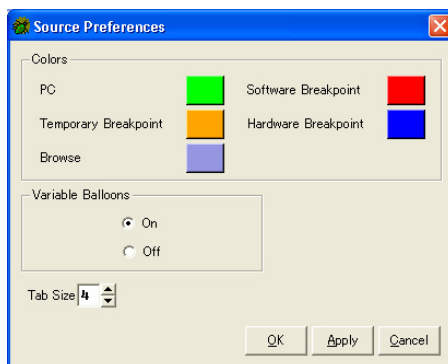 Source Preferences
Colors
PC
Software Breakpoint
Temporary Breakpoint
Hardware Breakpoint
Browse
Variable Balloons
On
Off
Tab Size 4
OK Apply Cancel